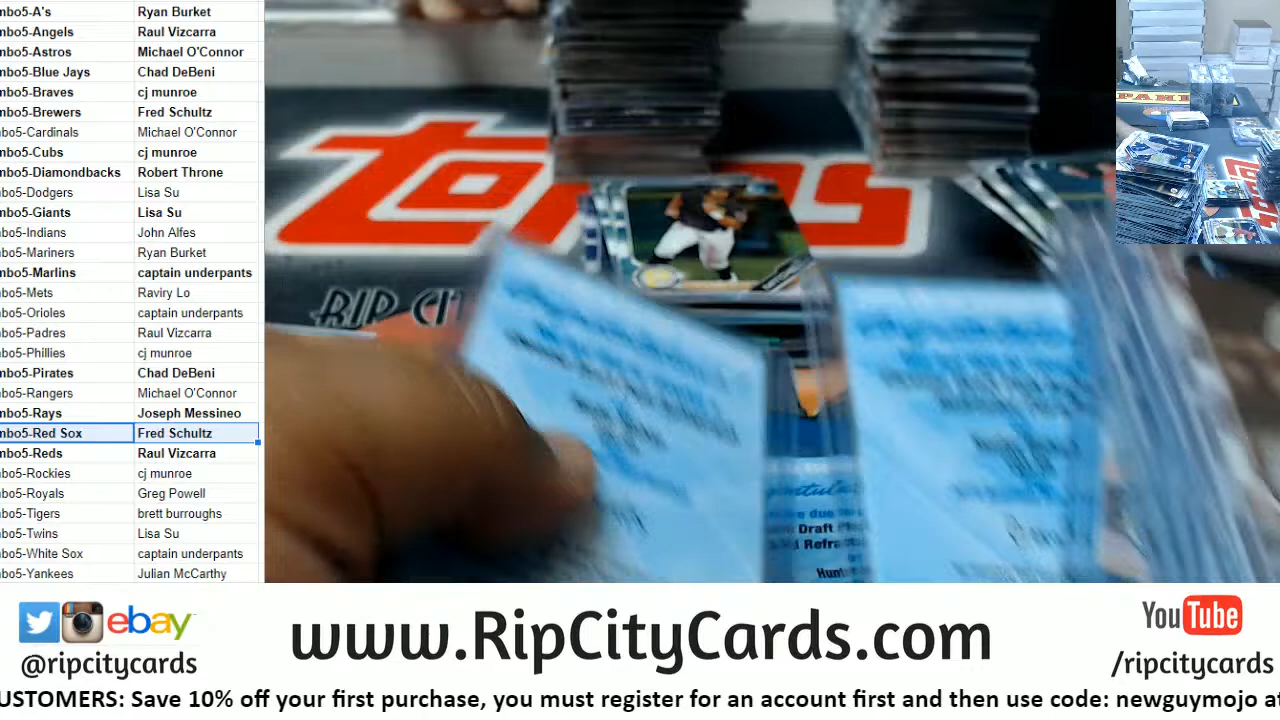 nbo5-A's Ryan Burket
nbo5-Angels Raul Vizcarra
nbo5-Astros Michael O'Connor
nbo5-Blue Jays Chad DeBeni
nbo5-Braves cj munroe
nbo5-Brewers Fred Schultz
nbo5-Cardinals Michael O'Connor
nbo5-Cubs cj munroe
nbo5-Diamondbacks Robert Throne
nbo5-Dodgers Lisa Su
nbo5-Giants Lisa Su
nbo5-Indians John Alfes
nbo5-Mariners Ryan Burket
nbo5-Marlins captain underpants
nbo5-Mets Raviry Lo
nbo5-Orioles captain underpants
nbo5-Padres Raul Vizcarra
nbo5-Phillies cj munroe
nbo5-Pirates Chad DeBeni
nbo5-Rangers Michael O'Connor
nbo5-Rays Joseph Messineo
nbo5-Red Sox Fred Schultz
nbo5-Reds Raul Vizcarra
nbo5-Rockies cj munroe
nbo5-Royals Greg Powell
nbo5-Tigers brett burroughs
nbo5-Twins Lisa Su
nbo5-White Sox captain underpants
nbo5-Yankees Julian McCarthy
topps
RIP CI
Draft
Refra
Hunt
PANINI
ebay
@ripcitycards
www.RipCityCards.com
YouTube
/ripcitycards
USTOMERS: Save 10% off your first purchase, you must register for an account first and then use code: newguymojo a